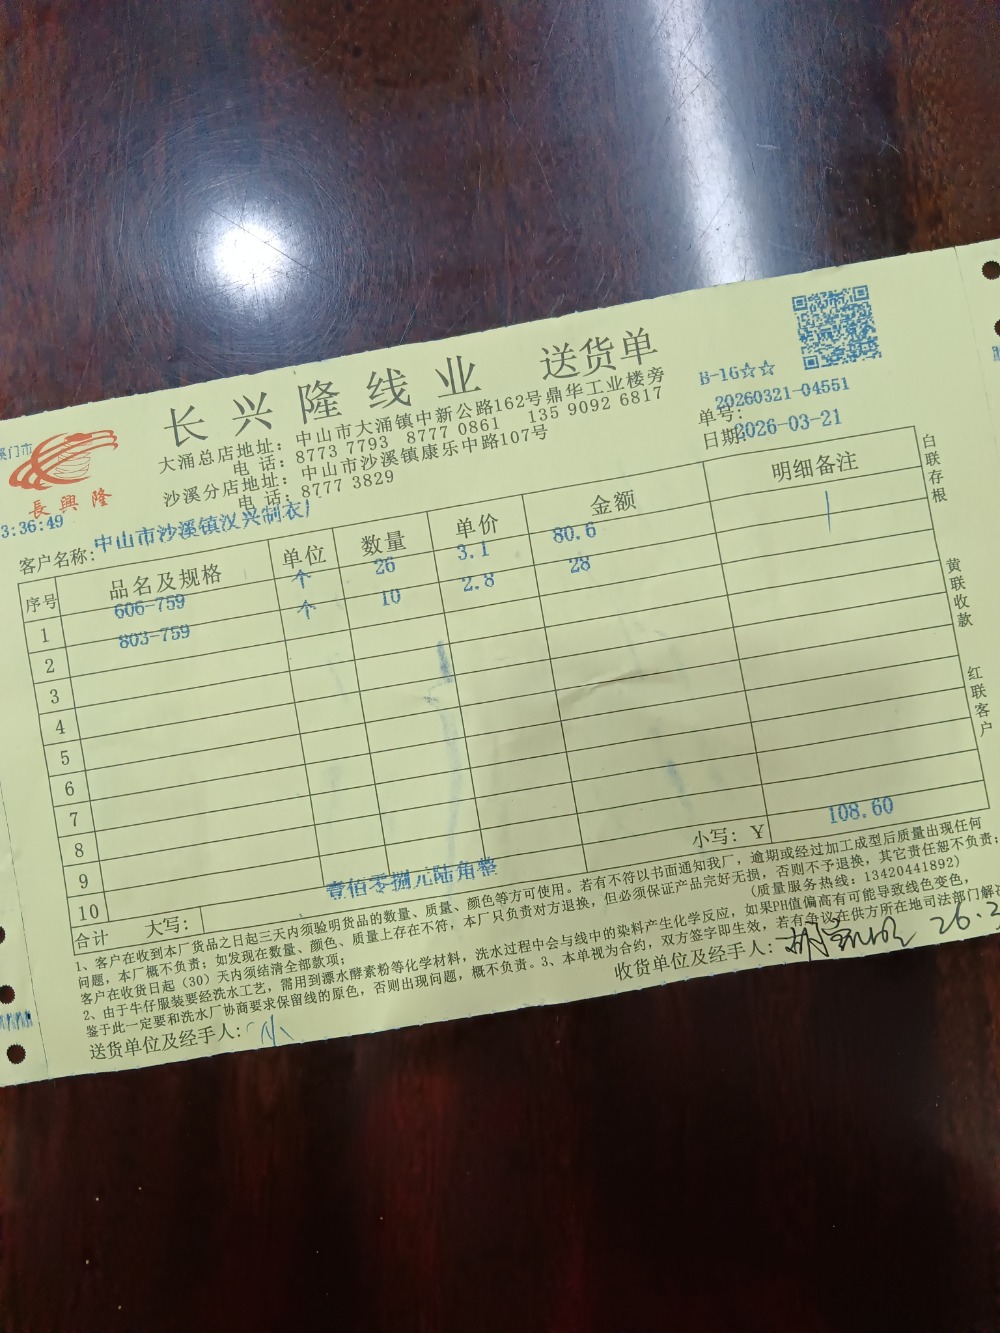 长兴隆线业 送货单
大涌总店地址：中山市大涌镇中新公路162号鼎华工业楼旁
电 话：8773 7793 8777 0861 135 9092 6817
沙溪分店地址：中山市沙溪镇康乐中路107号
电 话：8777 3829
長興隆
3:36:49
B-16☆☆
单号：20260321-04551
日期：2026-03-21
客户名称：中山市沙溪镇汉兴制衣厂
序号 品名及规格 单位 数量 单价 金额 明细备注
1 606-759 个 26 3.1 80.6
2 803-759 个 10 2.8 28
3
4
5
6
7
8
9
10
合计 大写：壹佰零捌元陆角整 小写：Y 108.60
白联存根
黄联收款
红联客户
1、客户在收到本厂货品之日起三天内须验明货品的数量、质量、颜色等方可使用。若有不符以书面通知我厂，逾期或经过加工成型后质量出现任何
问题，本厂概不负责；如发现在数量、颜色、质量上存在不符，本厂只负责对方退换，但必须保证产品完好无损，否则不予退换，其它责任恕不负责；
客户在收货日起（30）天内须结清全部款项； （质量服务热线：13420441892）
2、由于牛仔服装要经洗水工艺，需用到漂水酵素粉等化学材料，洗水过程中会与线中的染料产生化学反应，如果PH值偏高有可能导致线色变色，
鉴于此一定要和洗水厂协商要求保留线的原色，否则出现问题，概不负责。3、本单视为合约，双方签字即生效，若有争议在供方所在地司法部门解决
送货单位及经手人：
收货单位及经手人：